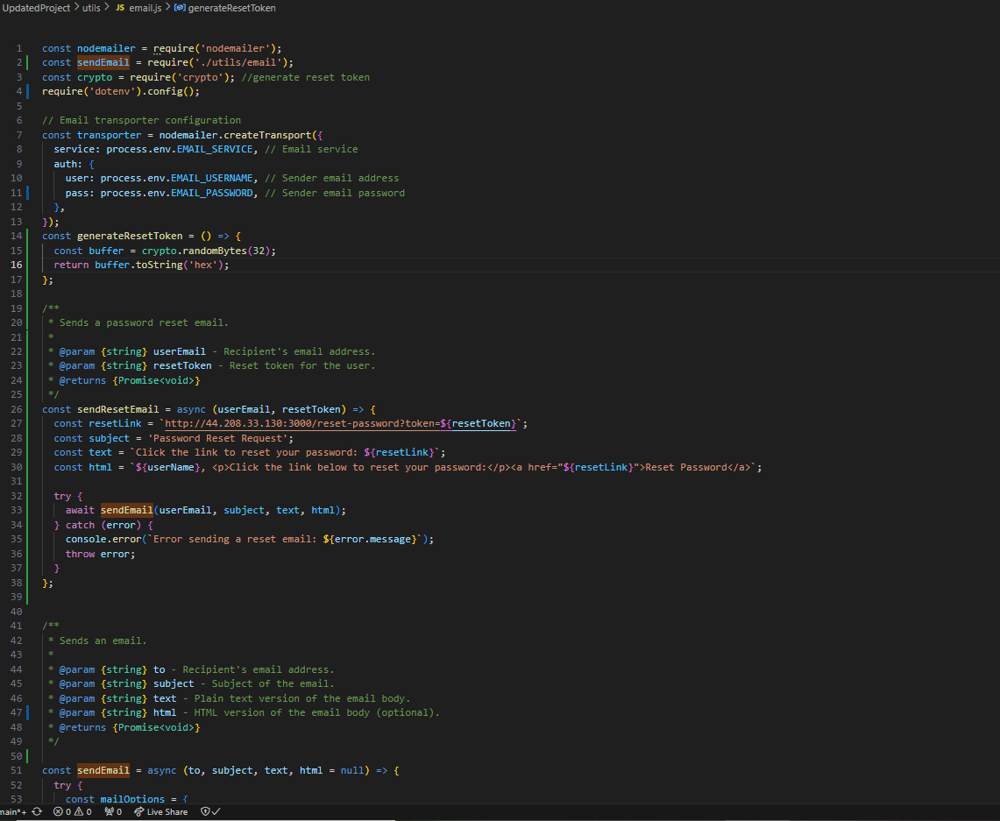 UpdatedProject > utils > JS email.js > generateResetToken
1 const nodemailer = require('nodemailer');
2 const sendEmail = require('./utils/email');
3 const crypto = require('crypto'); //generate reset token
4 require('dotenv').config();
5
6 // Email transporter configuration
7 const transporter = nodemailer.createTransport({
8 service: process.env.EMAIL_SERVICE, // Email service
9 auth: {
10 user: process.env.EMAIL_USERNAME, // Sender email address
11 pass: process.env.EMAIL_PASSWORD, // Sender email password
12 },
13 });
14 const generateResetToken = () => {
15 const buffer = crypto.randomBytes(32);
16 return buffer.toString('hex');
17 };
18
19 /**
20 * Sends a password reset email.
21 *
22 * @param {string} userEmail - Recipient's email address.
23 * @param {string} resetToken - Reset token for the user.
24 * @returns {Promise<void>}
25 */
26 const sendResetEmail = async (userEmail, resetToken) => {
27 const resetLink = `http://44.208.33.130:3000/reset-password?token=${resetToken}`;
28 const subject = 'Password Reset Request';
29 const text = `Click the link to reset your password: ${resetLink}`;
30 const html = `${userName}, <p>Click the link below to reset your password:</p><a href="${resetLink}">Reset Password</a>`;
31
32 try {
33 await sendEmail(userEmail, subject, text, html);
34 } catch (error) {
35 console.error(`Error sending a reset email: ${error.message}`);
36 throw error;
37 }
38 };
39
40
41 /**
42 * Sends an email.
43 *
44 * @param {string} to - Recipient's email address.
45 * @param {string} subject - Subject of the email.
46 * @param {string} text - Plain text version of the email body.
47 * @param {string} html - HTML version of the email body (optional).
48 * @returns {Promise<void>}
49 */
50
51 const sendEmail = async (to, subject, text, html = null) => {
52 try {
53 const mailOptions = {
main*+ 0 0 0 Live Share